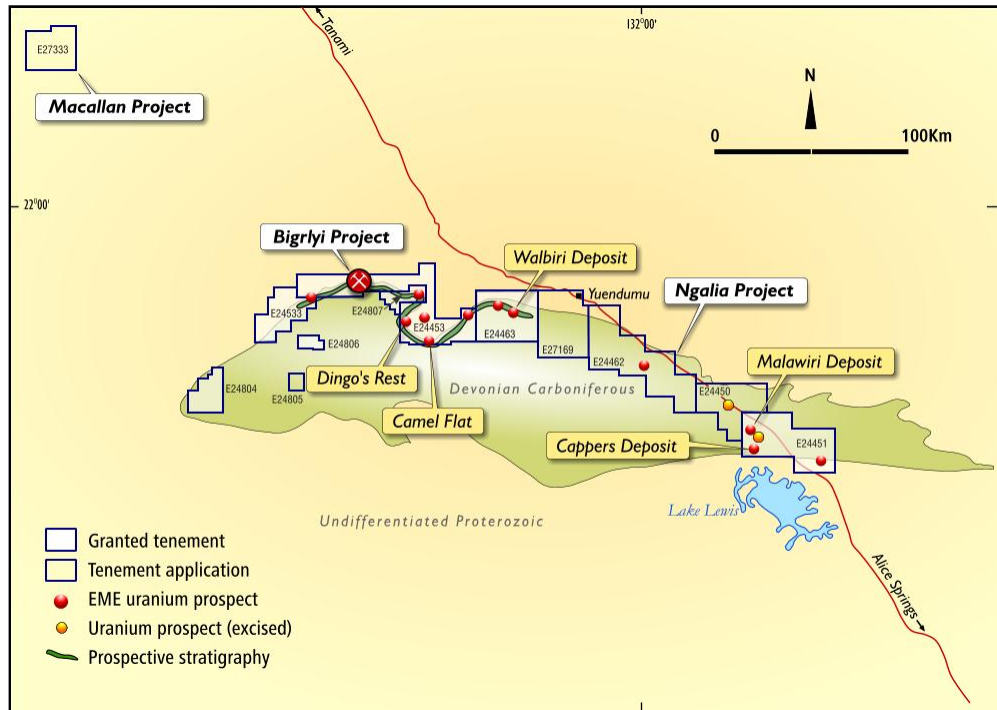 Tanami
132°00'
E27333
Macallan Project
N
0
100Km
22°00'
Bigrlyi Project
Walbiri Deposit
Yuendumu
Ngalia Project
E24533
E24807
E24453
E24463
E24806
E27169
E24462
Malawiri Deposit
Dingo's Rest
Devonian Carboniferous
E24804
E24805
E24450
Camel Flat
Cappers Deposit
E24451
Lake Lewis
Undifferentiated Proterozoic
Granted tenement
Tenement application
EME uranium prospect
Uranium prospect (excised)
Prospective stratigraphy
Alice Springs